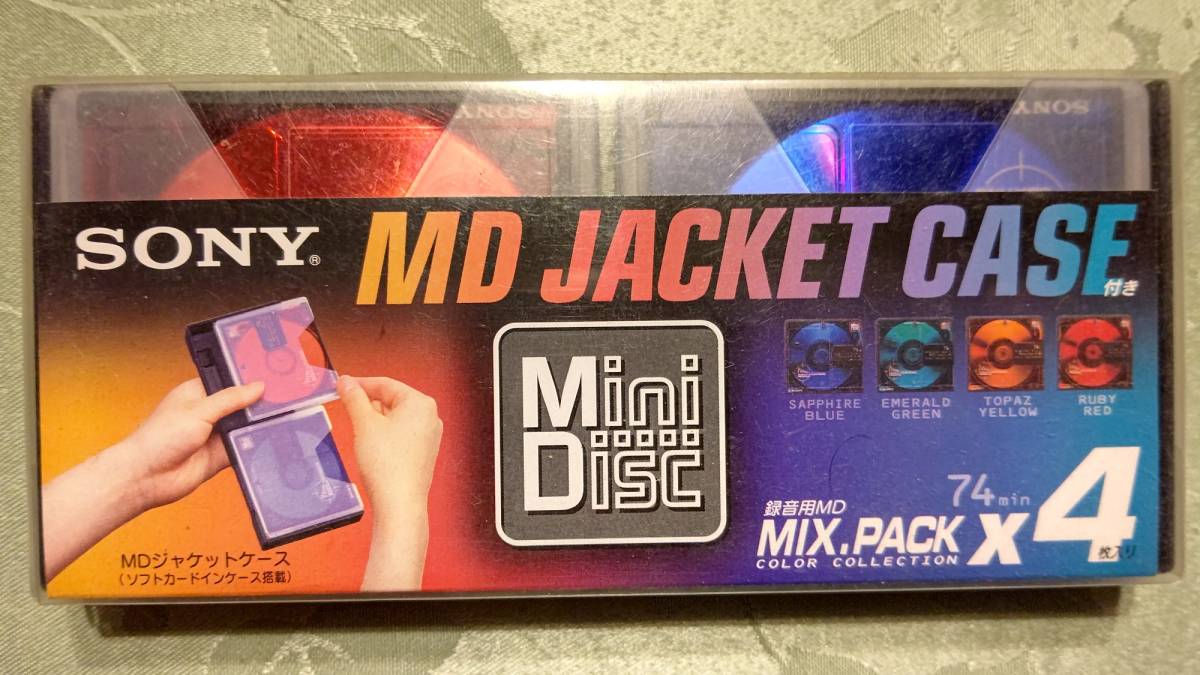 SONY
SONY
SONY®
MD JACKET CASE
付き
Mini
Disc
SAPPHIRE
BLUE
EMERALD
GREEN
TOPAZ
YELLOW
RUBY
RED
74min
録音用MD
MIX.PACK x4
枚入り
COLOR COLLECTION
MDジャケットケース
(ソフトカードインケース搭載)